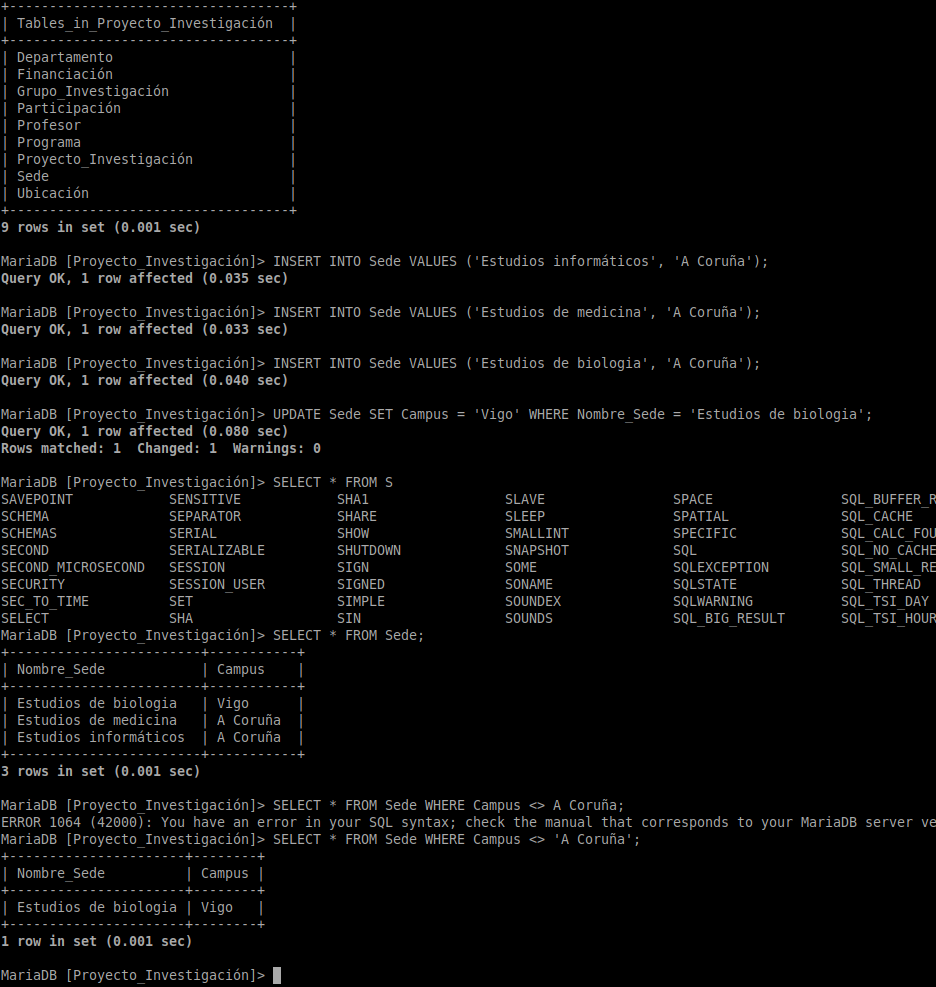 +-----------------------------------+
| Tables_in_Proyecto_Investigación  |
+-----------------------------------+
| Departamento                      |
| Financiación                      |
| Grupo_Investigación               |
| Participación                     |
| Profesor                          |
| Programa                          |
| Proyecto_Investigación            |
| Sede                              |
| Ubicación                         |
+-----------------------------------+
9 rows in set (0.001 sec)

MariaDB [Proyecto_Investigación]> INSERT INTO Sede VALUES ('Estudios informáticos', 'A Coruña');
Query OK, 1 row affected (0.035 sec)

MariaDB [Proyecto_Investigación]> INSERT INTO Sede VALUES ('Estudios de medicina', 'A Coruña');
Query OK, 1 row affected (0.033 sec)

MariaDB [Proyecto_Investigación]> INSERT INTO Sede VALUES ('Estudios de biologia', 'A Coruña');
Query OK, 1 row affected (0.040 sec)

MariaDB [Proyecto_Investigación]> UPDATE Sede SET Campus = 'Vigo' WHERE Nombre_Sede = 'Estudios de biologia';
Query OK, 1 row affected (0.080 sec)
Rows matched: 1  Changed: 1  Warnings: 0

MariaDB [Proyecto_Investigación]> SELECT * FROM S
SAVEPOINT            SENSITIVE            SHA1                 SLAVE                SPACE                SQL_BUFFER_R
SCHEMA               SEPARATOR            SHARE                SLEEP                SPATIAL              SQL_CACHE
SCHEMAS              SERIAL               SHOW                 SMALLINT             SPECIFIC             SQL_CALC_FOU
SECOND               SERIALIZABLE         SHUTDOWN             SNAPSHOT             SQL                  SQL_NO_CACHE
SECOND_MICROSECOND   SESSION              SIGN                 SOME                 SQLEXCEPTION         SQL_SMALL_RE
SECURITY             SESSION_USER         SIGNED               SONAME               SQLSTATE             SQL_THREAD
SEC_TO_TIME          SET                  SIMPLE               SOUNDEX              SQLWARNING           SQL_TSI_DAY
SELECT               SHA                  SIN                  SOUNDS               SQL_BIG_RESULT       SQL_TSI_HOUR
MariaDB [Proyecto_Investigación]> SELECT * FROM Sede;
+------------------------+-----------+
| Nombre_Sede            | Campus    |
+------------------------+-----------+
| Estudios de biologia   | Vigo      |
| Estudios de medicina   | A Coruña  |
| Estudios informáticos  | A Coruña  |
+------------------------+-----------+
3 rows in set (0.001 sec)

MariaDB [Proyecto_Investigación]> SELECT * FROM Sede WHERE Campus <> A Coruña;
ERROR 1064 (42000): You have an error in your SQL syntax; check the manual that corresponds to your MariaDB server ve
MariaDB [Proyecto_Investigación]> SELECT * FROM Sede WHERE Campus <> 'A Coruña';
+----------------------+--------+
| Nombre_Sede          | Campus |
+----------------------+--------+
| Estudios de biologia | Vigo   |
+----------------------+--------+
1 row in set (0.001 sec)

MariaDB [Proyecto_Investigación]>